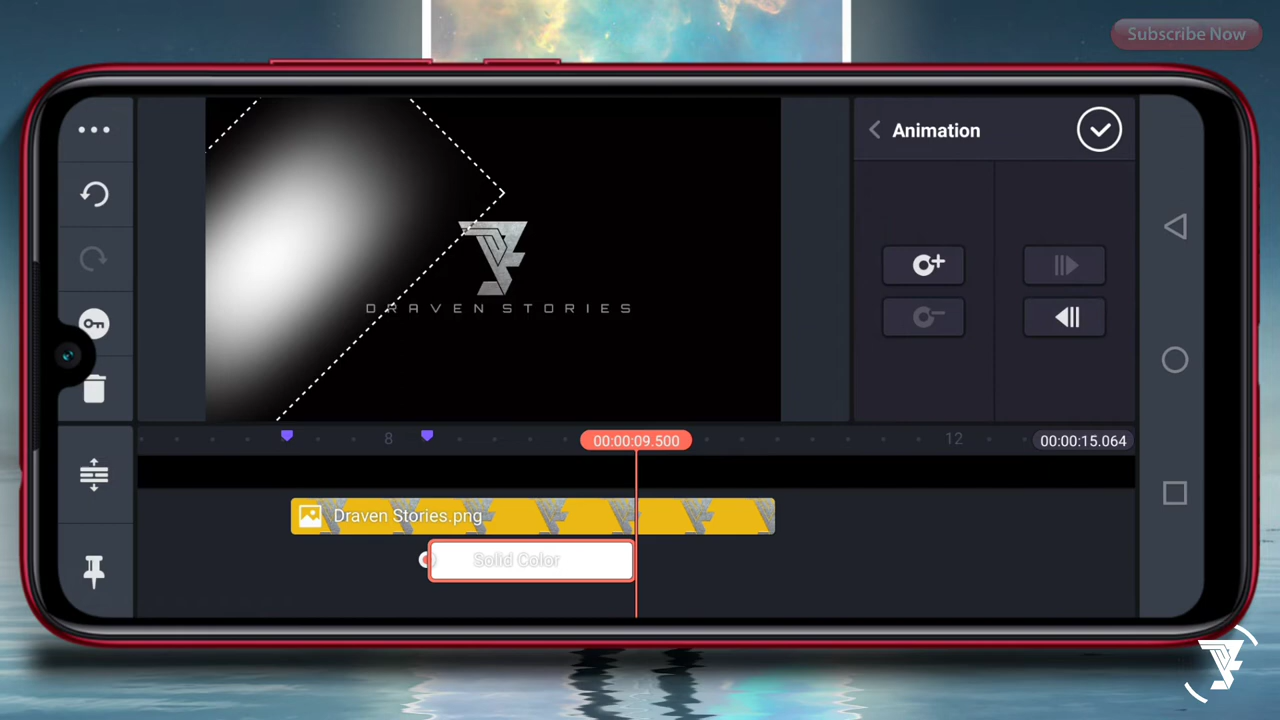 Subscribe Now
Animation
DRAVEN STORIES
8
00:00:09.500
12
00:00:15.064
Draven Stories.png
Solid Color